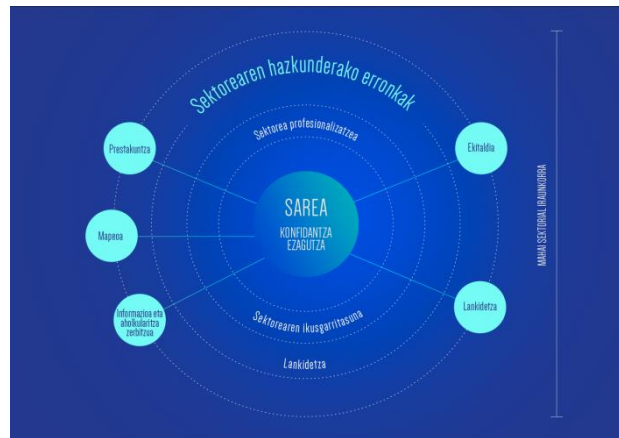 Sektorearen hazkunderako erronkak
Sektorea profesionalizatzea
Prestakuntza
Ekitaldia
SAREA
KONFIDANTZA
EZAGUTZA
Mapeoa
MAHAI SEKTORIAL IRAUNKORRA
Informazioa eta
aholkularitza
zerbitzua
Lankidetza
Sektorearen ikusgarritasuna
Lankidetza